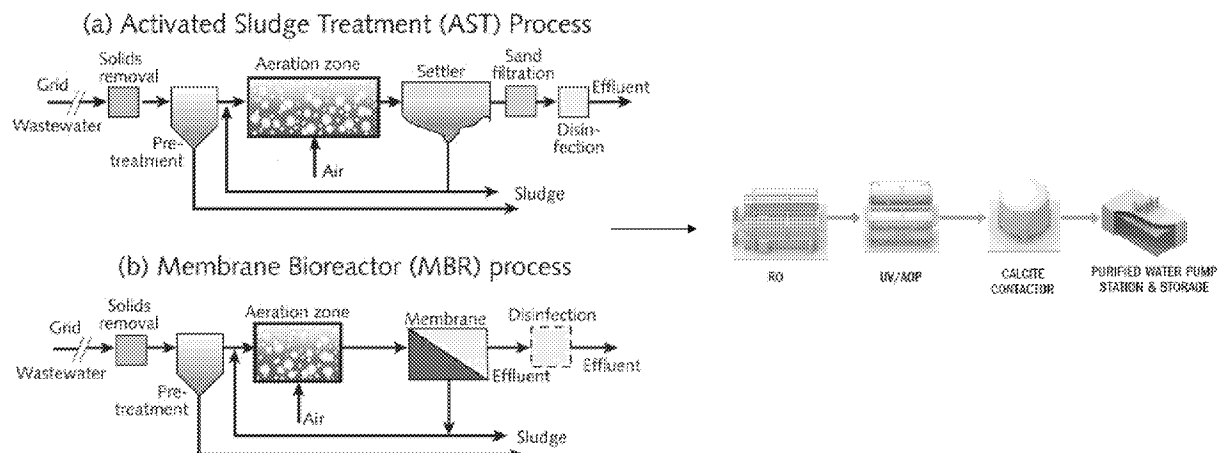 (a) Activated Sludge Treatment (AST) Process
Solids
removal
Grid
Wastewater
Pre-
treatment
Aeration zone
Air
Settler
Sand
filtration
Effluent
Disin-
fection
Sludge
(b) Membrane Bioreactor (MBR) process
Solids
removal
Grid
Wastewater
Pre-
treatment
Aeration zone
Air
Membrane
Effluent
Disinfection
Effluent
Sludge
RO
UV/AOP
CALCITE
CONTACTOR
PURIFIED WATER PUMP
STATION & STORAGE